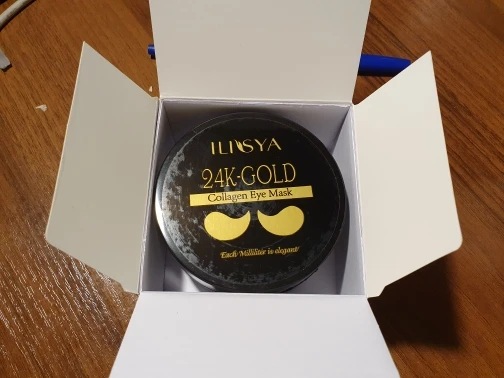 ILISYA
24K-GOLD
Collagen Eye Mask
Each Milliliter is elegant